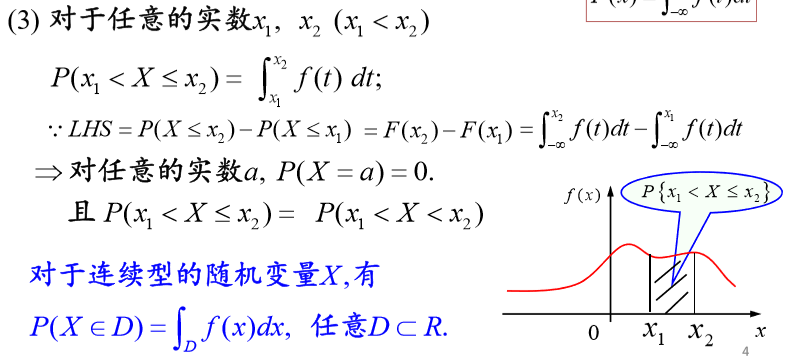 (3) 对于任意的实数x₁, x₂ (x₁ < x₂)
P(x₁ < X ≤ x₂) = ∫_{x₁}^{x₂} f(t) dt;
∵ LHS = P(X ≤ x₂) − P(X ≤ x₁) = F(x₂) − F(x₁) = ∫_{−∞}^{x₂} f(t)dt − ∫_{−∞}^{x₁} f(t)dt
⇒ 对任意的实数a, P(X = a) = 0.
且 P(x₁ < X ≤ x₂) = P(x₁ < X < x₂)
f(x)
P{x₁ < X ≤ x₂}
0 x₁ x₂ x
对于连续型的随机变量X,有
P(X ∈ D) = ∫_D f(x)dx, 任意D ⊂ R.
4